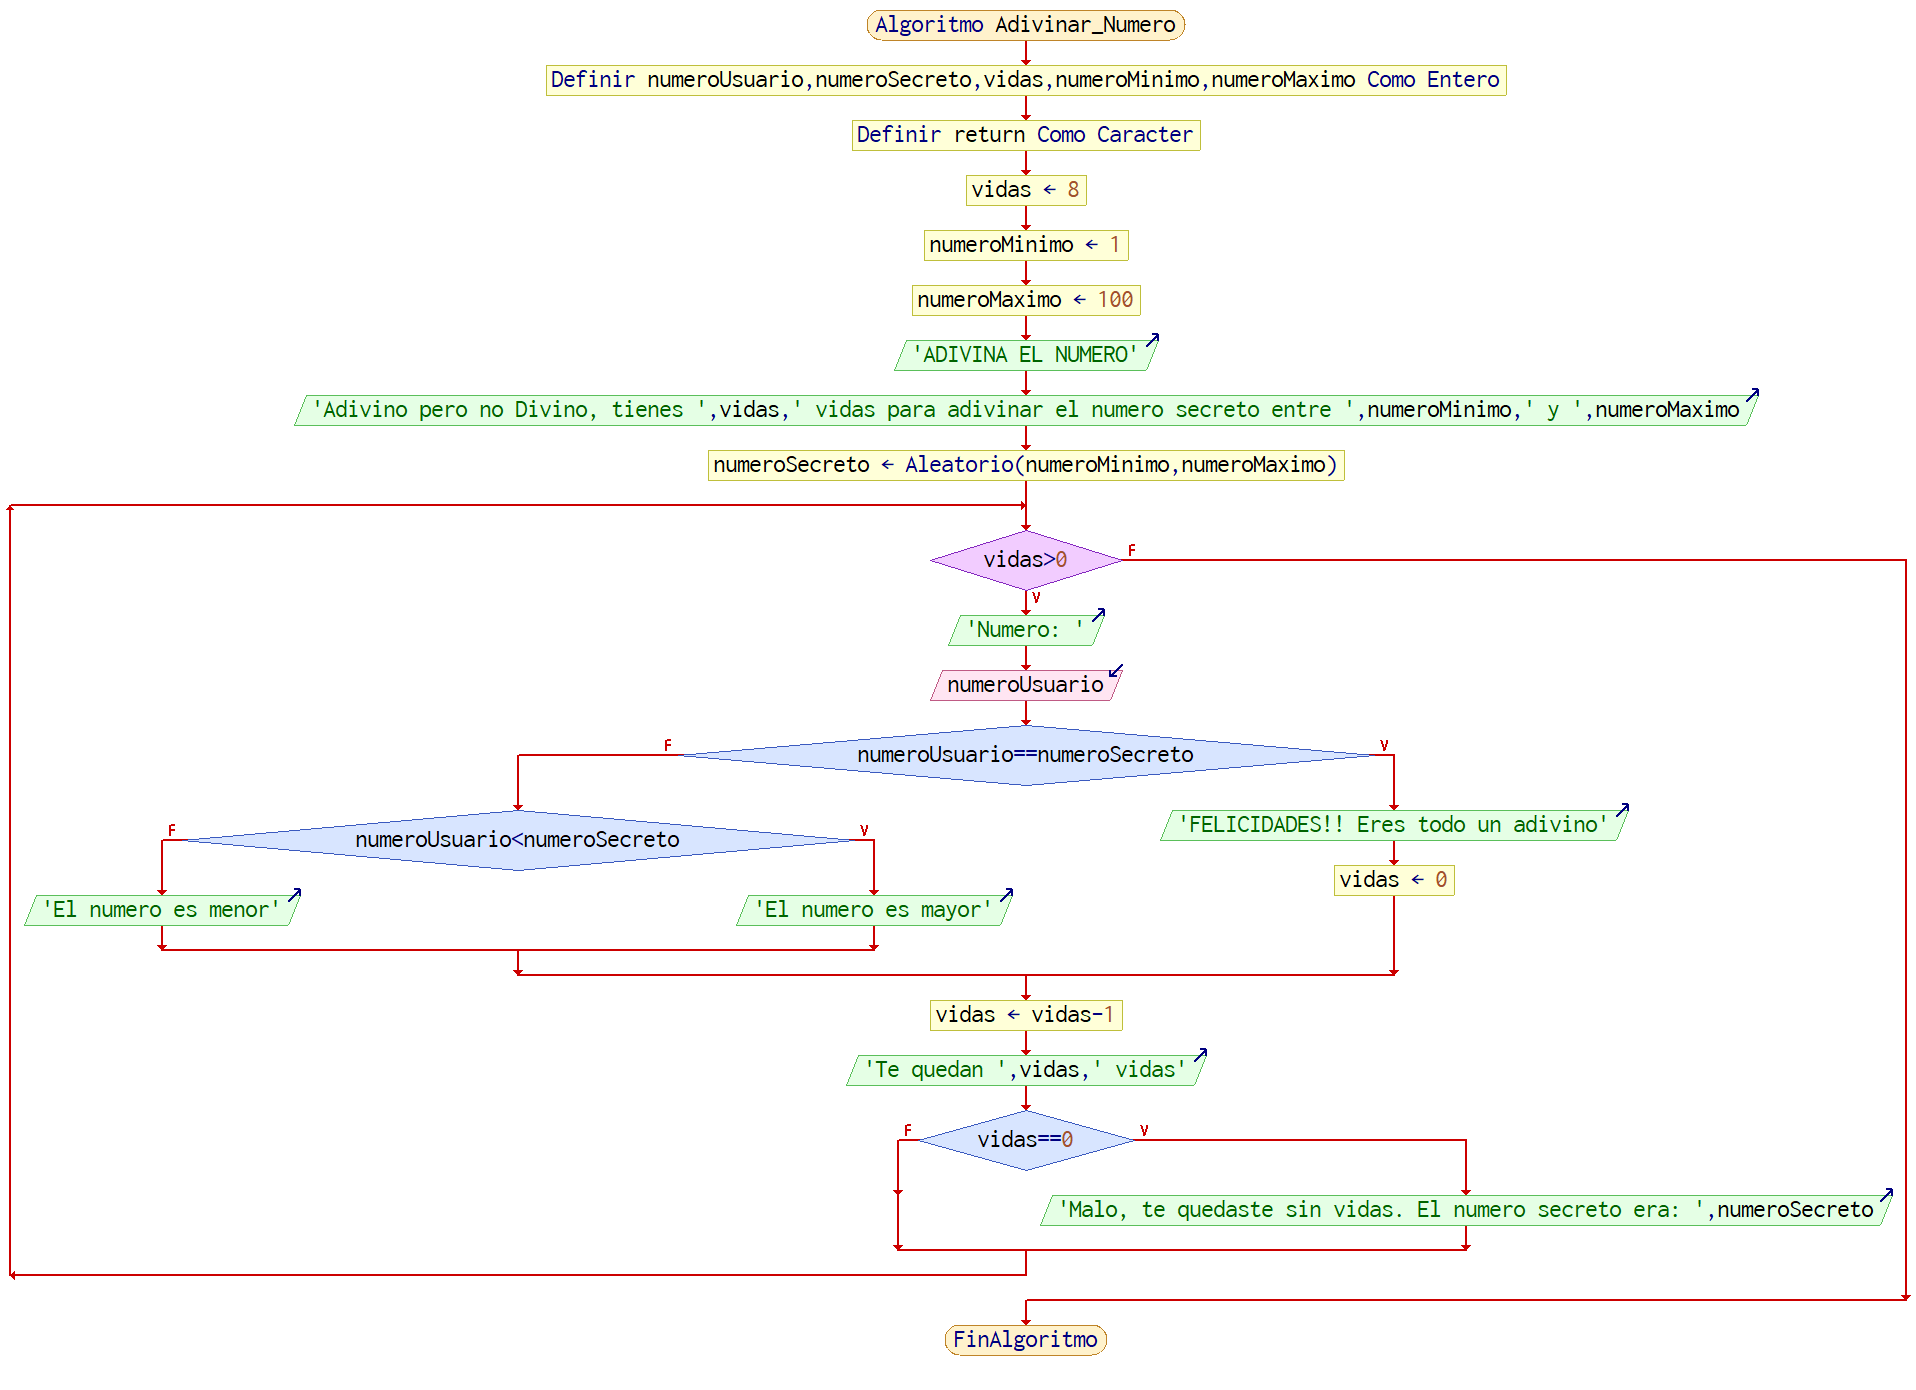 Algoritmo Adivinar_Numero
Definir numeroUsuario,numeroSecreto,vidas,numeroMinimo,numeroMaximo Como Entero
Definir return Como Caracter
vidas ← 8
numeroMinimo ← 1
numeroMaximo ← 100
'ADIVINA EL NUMERO'
'Adivino pero no Divino, tienes ',vidas,' vidas para adivinar el numero secreto entre ',numeroMinimo,' y ',numeroMaximo
numeroSecreto ← Aleatorio(numeroMinimo,numeroMaximo)
vidas>0
F
V
'Numero: '
numeroUsuario
F
numeroUsuario==numeroSecreto
V
F
numeroUsuario<numeroSecreto
V
'FELICIDADES!! Eres todo un adivino'
vidas ← 0
'El numero es menor'
'El numero es mayor'
vidas ← vidas-1
'Te quedan ',vidas,' vidas'
F
vidas==0
V
'Malo, te quedaste sin vidas. El numero secreto era: ',numeroSecreto
FinAlgoritmo